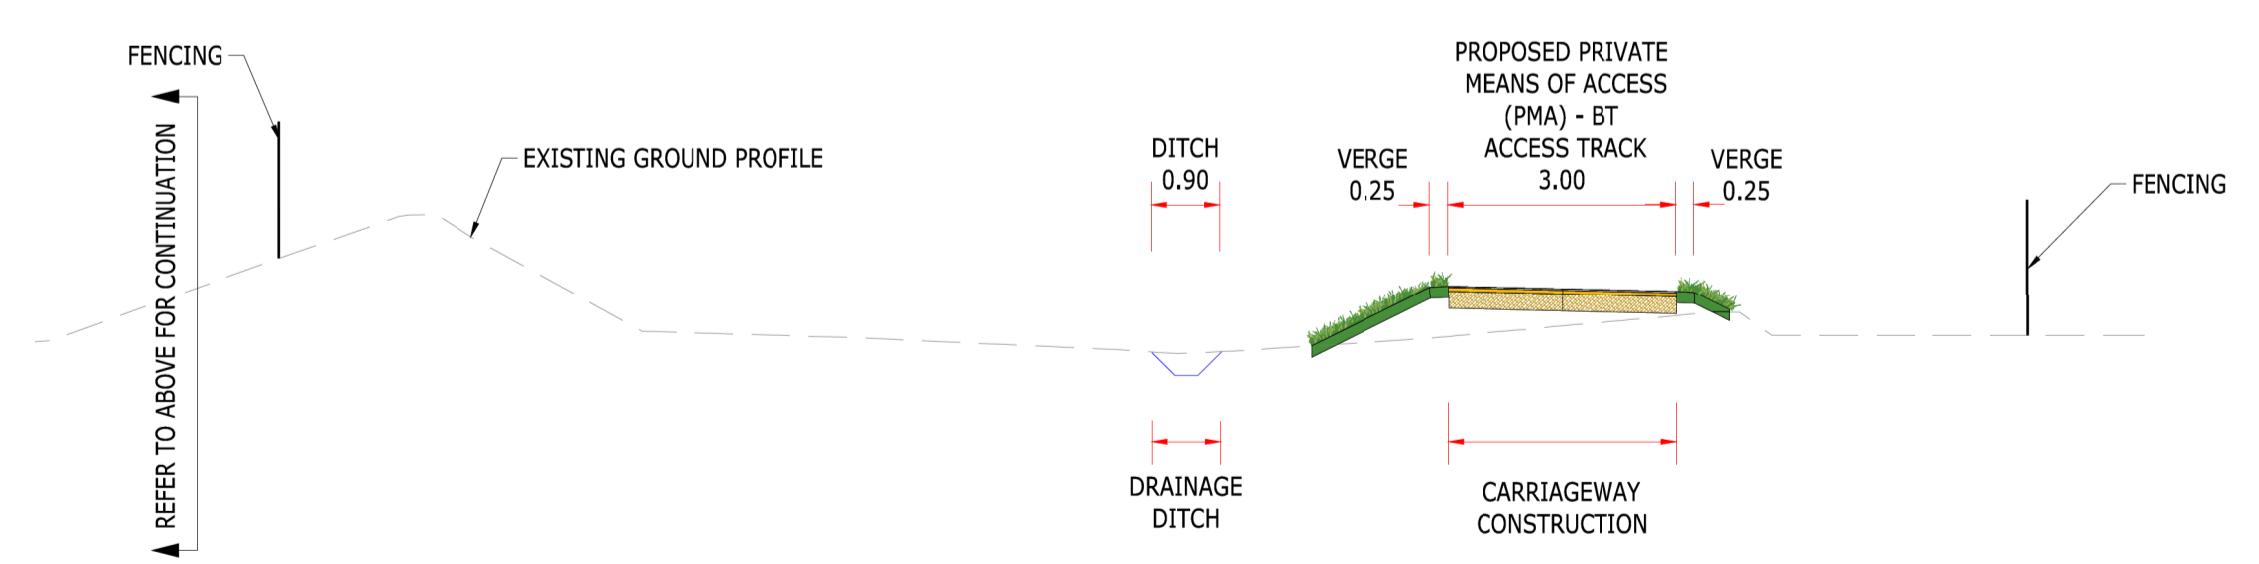 FENCING
REFER TO ABOVE FOR CONTINUATION
EXISTING GROUND PROFILE
DITCH
0.90
VERGE
0.25
PROPOSED PRIVATE
MEANS OF ACCESS
(PMA) - BT
ACCESS TRACK
3.00
VERGE
0.25
FENCING
DRAINAGE
DITCH
CARRIAGEWAY
CONSTRUCTION